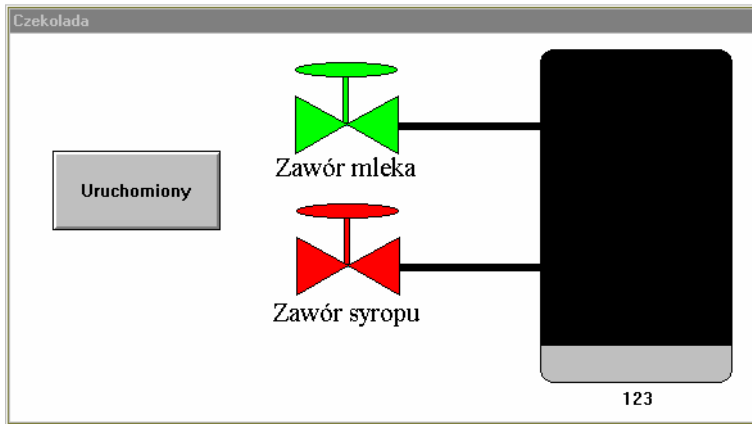 Czekolada
Zawór mleka
Uruchomiony
Zawór syropu
123